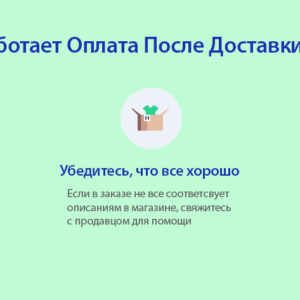 ботает Оплата После Доставки
Убедитесь, что все хорошо
Если в заказе не все соответсвует
описаниям в магазине, свяжитесь
с продавцом для помощи